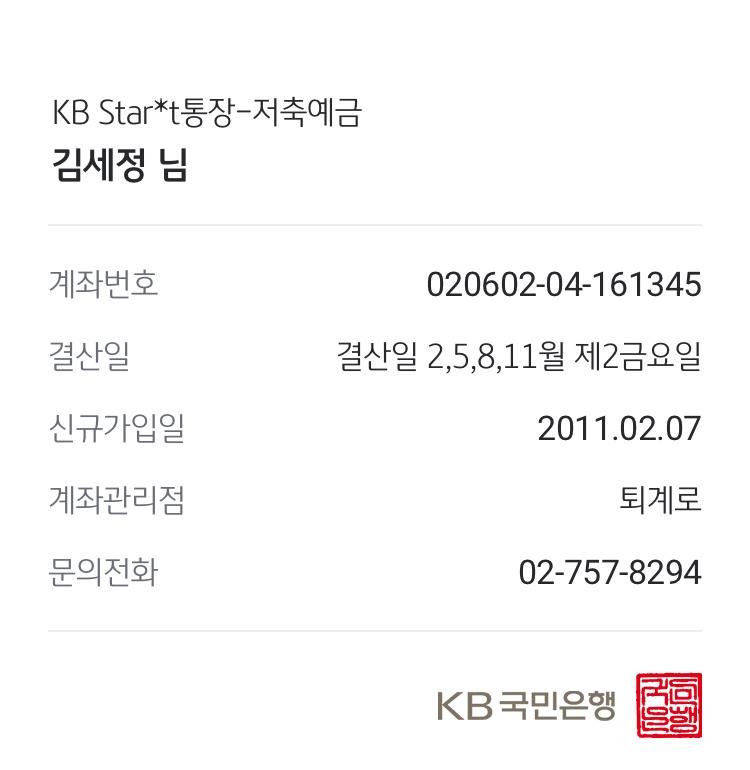 KB Star*t통장-저축예금
김세정 님
계좌번호 020602-04-161345
결산일 결산일 2,5,8,11월 제2금요일
신규가입일 2011.02.07
계좌관리점 퇴계로
문의전화 02-757-8294
KB 국민은행
국민은행